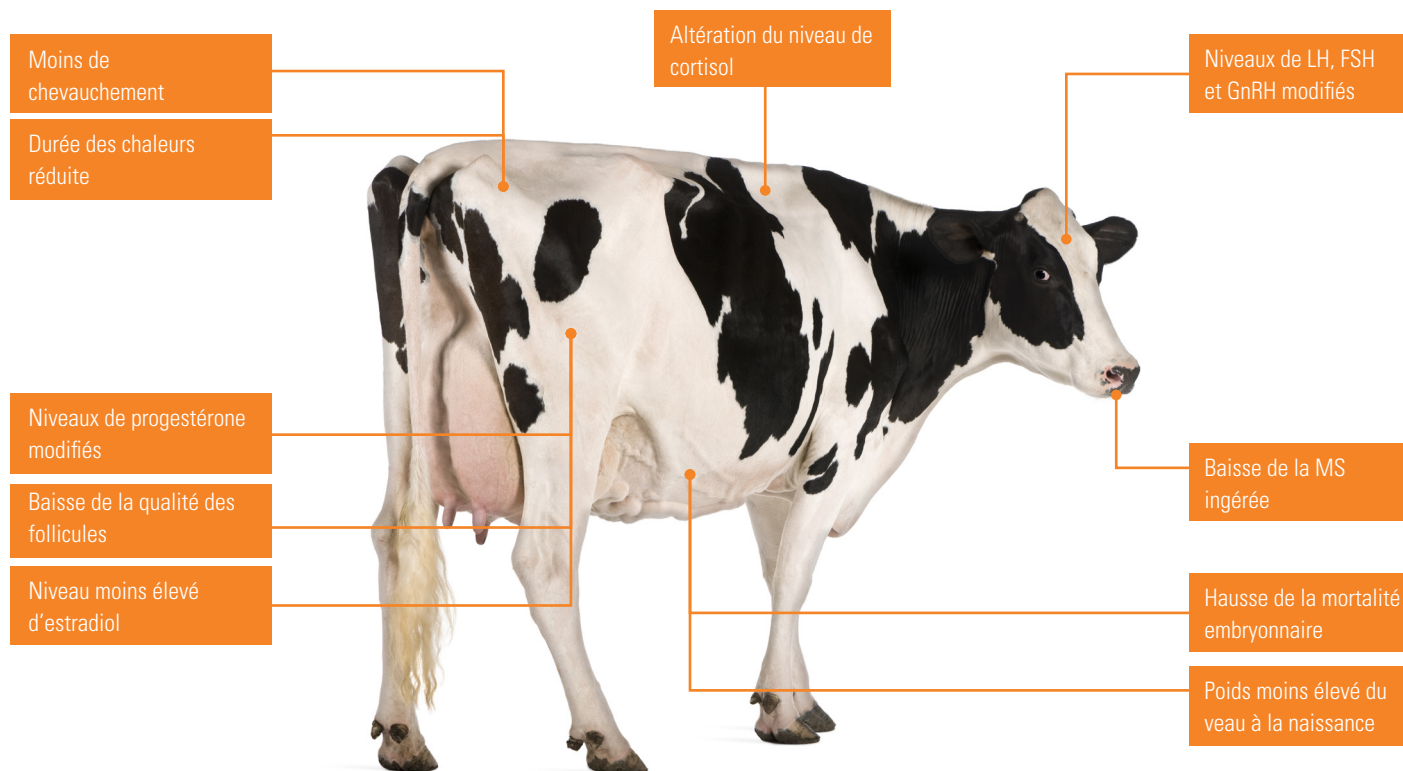 Moins de
chevauchement
Durée des chaleurs
réduite
Altération du niveau de
cortisol
Niveaux de LH, FSH
et GnRH modifiés
Niveaux de progestérone
modifiés
Baisse de la qualité des
follicules
Niveau moins élevé
d'estradiol
Baisse de la MS
ingérée
Hausse de la mortalité
embryonnaire
Poids moins élevé du
veau à la naissance